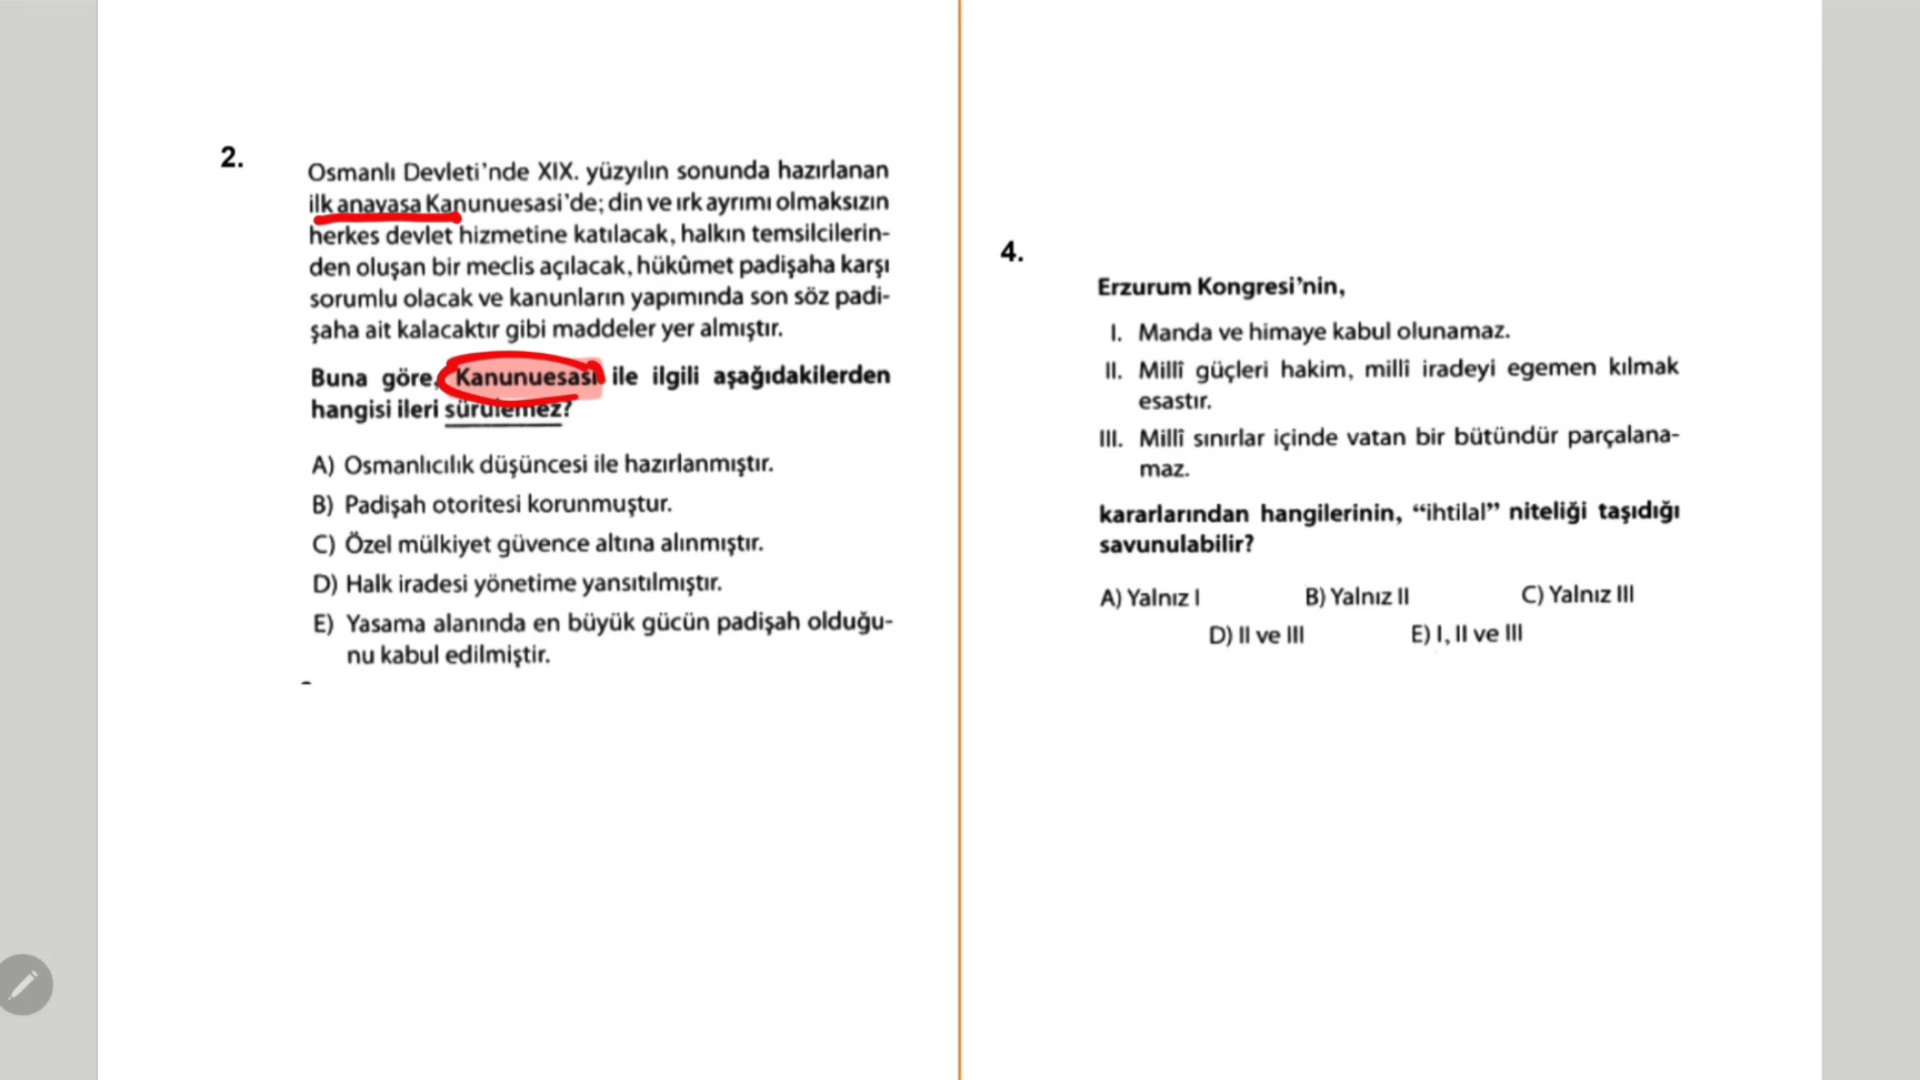 2.
Osmanlı Devleti'nde XIX. yüzyılın sonunda hazırlanan
ilk anayasa Kanunuesasi'de; din ve ırk ayrımı olmaksızın
herkes devlet hizmetine katılacak, halkın temsilcilerin-
den oluşan bir meclis açılacak, hükûmet padişaha karşı
sorumlu olacak ve kanunların yapımında son söz padi-
şaha ait kalacaktır gibi maddeler yer almıştır.
Buna göre, Kanunuesasi ile ilgili aşağıdakilerden
hangisi ileri sürülemez?
A) Osmanlıcılık düşüncesi ile hazırlanmıştır.
B) Padişah otoritesi korunmuştur.
C) Özel mülkiyet güvence altına alınmıştır.
D) Halk iradesi yönetime yansıtılmıştır.
E) Yasama alanında en büyük gücün padişah olduğu-
nu kabul edilmiştir.
4.
Erzurum Kongresi'nin,
I. Manda ve himaye kabul olunamaz.
II. Millî güçleri hakim, millî iradeyi egemen kılmak
esastır.
III. Millî sınırlar içinde vatan bir bütündür parçalana-
maz.
kararlarından hangilerinin, “ihtilal” niteliği taşıdığı
savunulabilir?
A) Yalnız I B) Yalnız II C) Yalnız III
D) II ve III E) I, II ve III